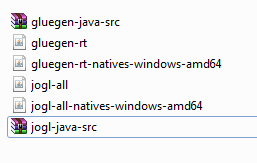 gluegen-java-src
gluegen-rt
gluegen-rt-natives-windows-amd64
jogl-all
jogl-all-natives-windows-amd64
jogl-java-src